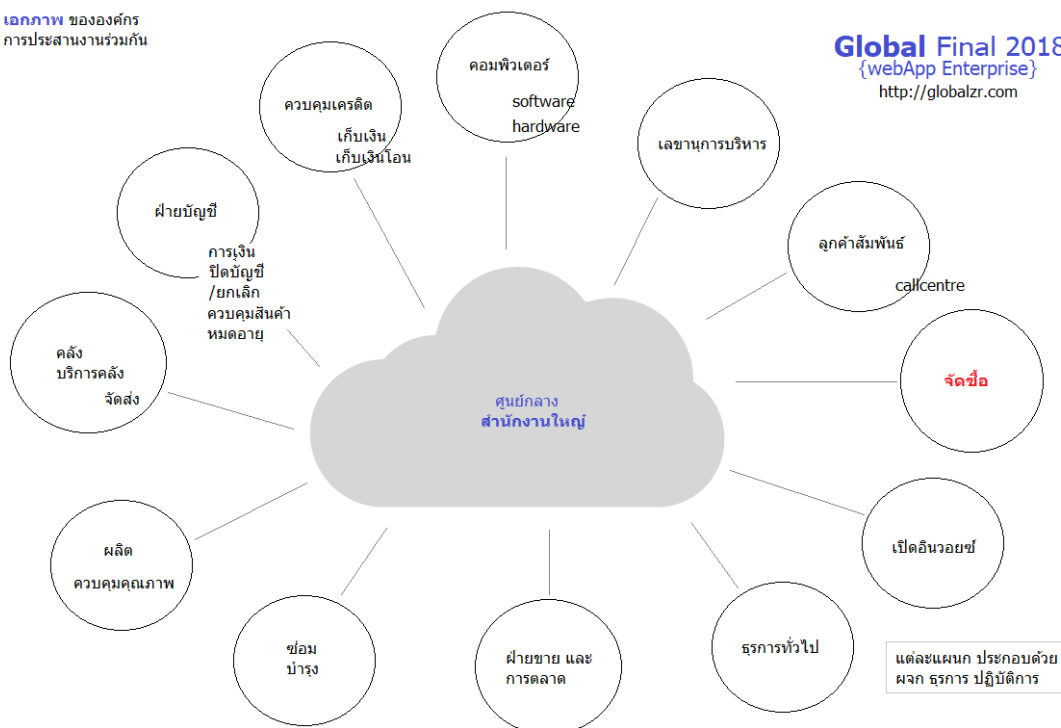 เอกภาพ ขององค์กร
การประสานงานร่วมกัน
Global Final 2018
{webApp Enterprise}
http://globalzr.com
คอมพิวเตอร์
software
hardware
ควบคุมเครดิต
เก็บเงิน
เก็บเงินโอน
เลขานุการบริหาร
ฝ่ายบัญชี
การเงิน
ปิดบัญชี
/ยกเลิก
ควบคุมสินค้า
หมดอายุ
ลูกค้าสัมพันธ์
callcentre
คลัง
บริการคลัง
จัดส่ง
จัดซื้อ
ศูนย์กลาง
สำนักงานใหญ่
ผลิต
ควบคุมคุณภาพ
เปิดอินวอยซ์
ซ่อม
บำรุง
ฝ่ายขาย และ
การตลาด
ธุรการทั่วไป
แต่ละแผนก ประกอบด้วย
ผจก ธุรการ ปฏิบัติการ